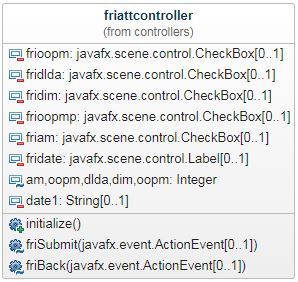 friattcontroller
(from controllers)
frioopm: javafx.scene.control.CheckBox[0..1]
fridlda: javafx.scene.control.CheckBox[0..1]
fridim: javafx.scene.control.CheckBox[0..1]
frioopmp: javafx.scene.control.CheckBox[0..1]
friam: javafx.scene.control.CheckBox[0..1]
fridate: javafx.scene.control.Label[0..1]
am,oopm,dlda,dim,oopm: Integer
date1: String[0..1]
initialize()
friSubmit(javafx.event.ActionEvent[0..1])
friBack(javafx.event.ActionEvent[0..1])